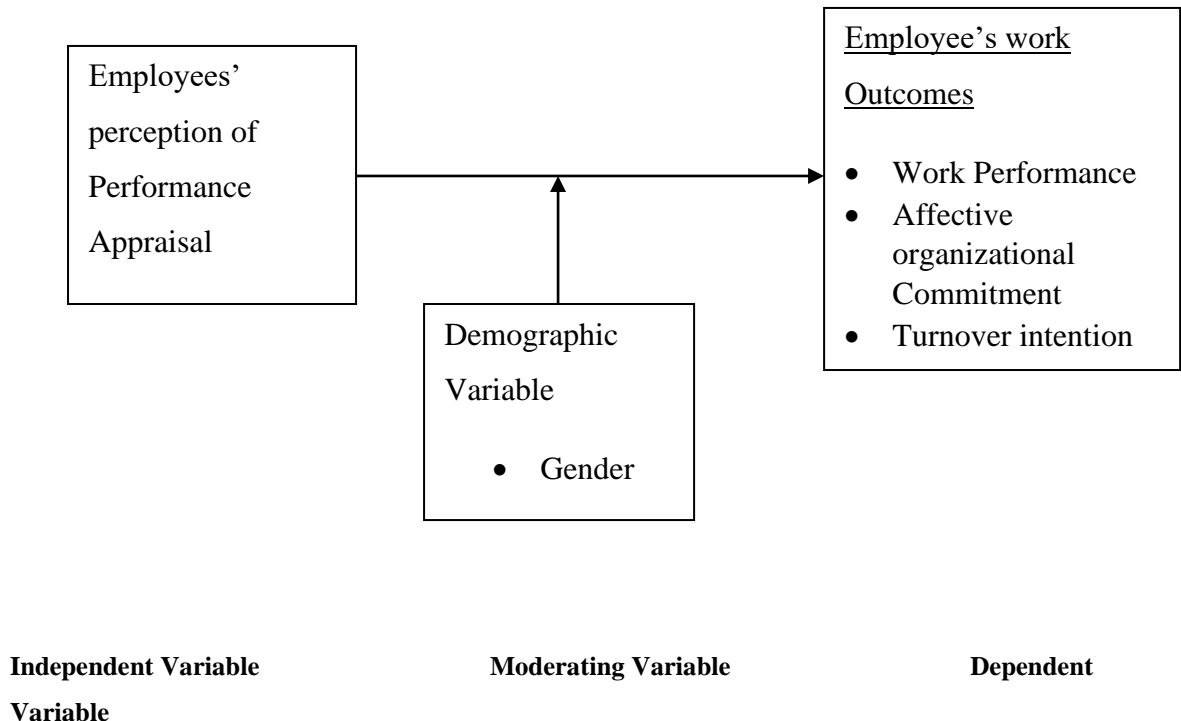 Employees’
perception of
Performance
Appraisal
Employee’s work
Outcomes
• Work Performance
• Affective
organizational
Commitment
• Turnover intention
Demographic
Variable
• Gender
Independent Variable Moderating Variable Dependent
Variable